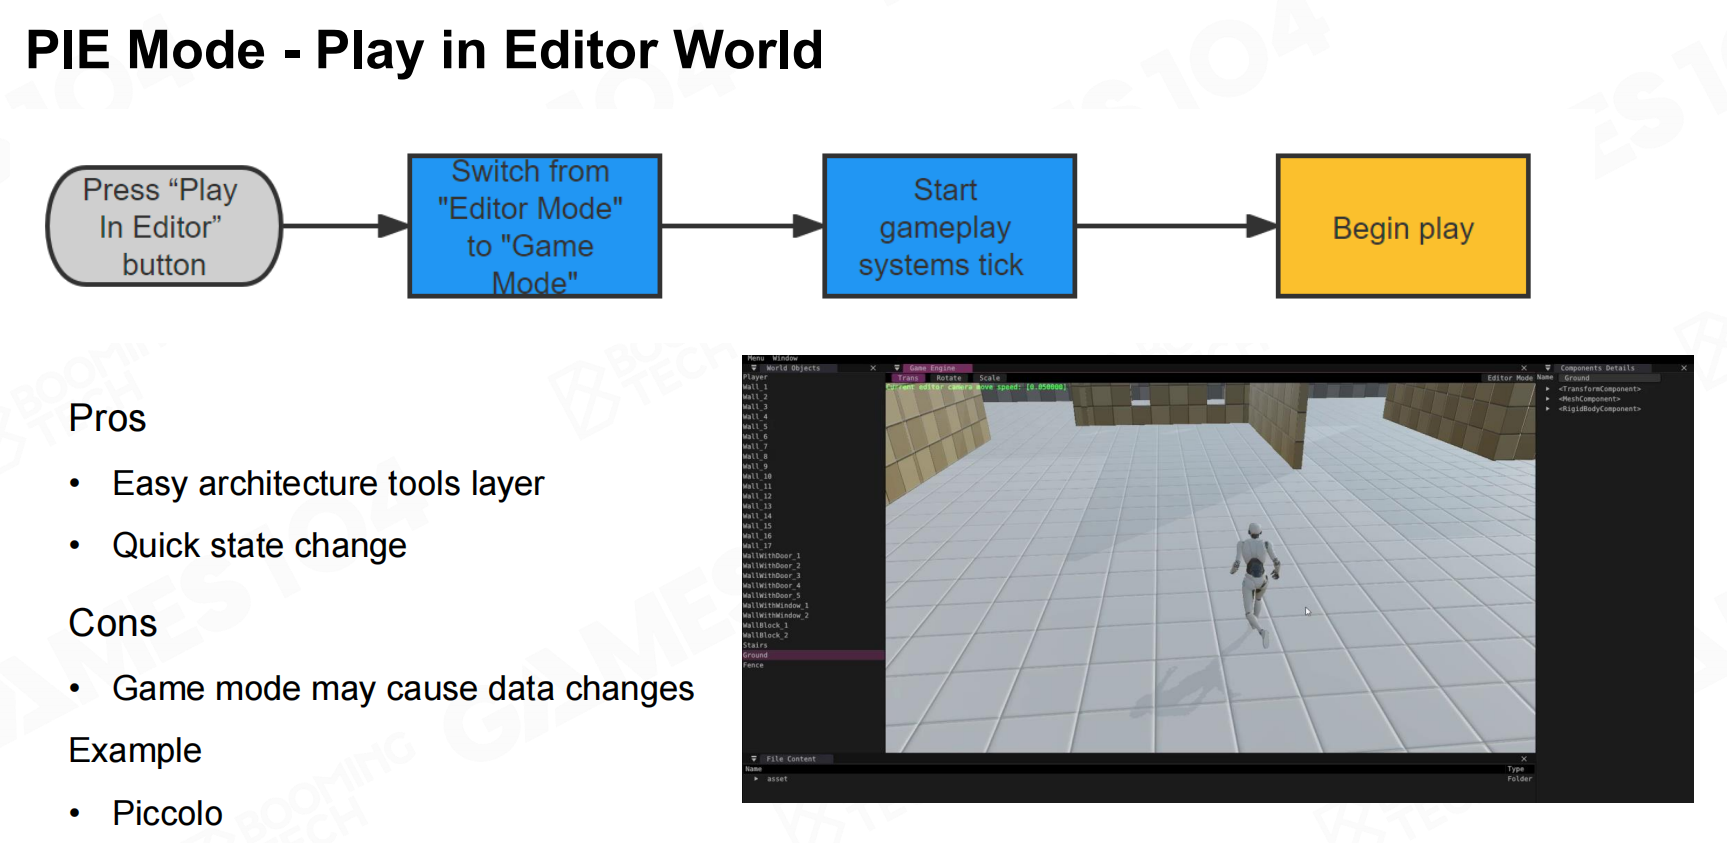 PIE Mode - Play in Editor World
Press “Play
In Editor”
button
Switch from
"Editor Mode"
to "Game
Mode"
Start
gameplay
systems tick
Begin play
Pros
• Easy architecture tools layer
• Quick state change
Cons
• Game mode may cause data changes
Example
• Piccolo
Menu Window
World Objects
Player
Wall_1
Wall_2
Wall_3
Wall_4
Wall_5
Wall_6
Wall_7
Wall_8
Wall_9
Wall_10
Wall_11
Wall_12
Wall_13
Wall_14
Wall_15
Wall_16
Wall_17
WallWithDoor_1
WallWithDoor_2
WallWithDoor_3
WallWithDoor_4
WallWithDoor_5
WallWithWindow_1
WallWithWindow_2
WallBlock_1
WallBlock_2
Stairs
Ground
Fence
Game Engine
Trans Rotate Scale Editor Mode
Current editor camera move speed: [0.050000]
Components Details
Name Ground
<TransformComponent>
<MeshComponent>
<RigidBodyComponent>
File Content
Name Type
asset Folder
GAMES104
BOOMING
TECH